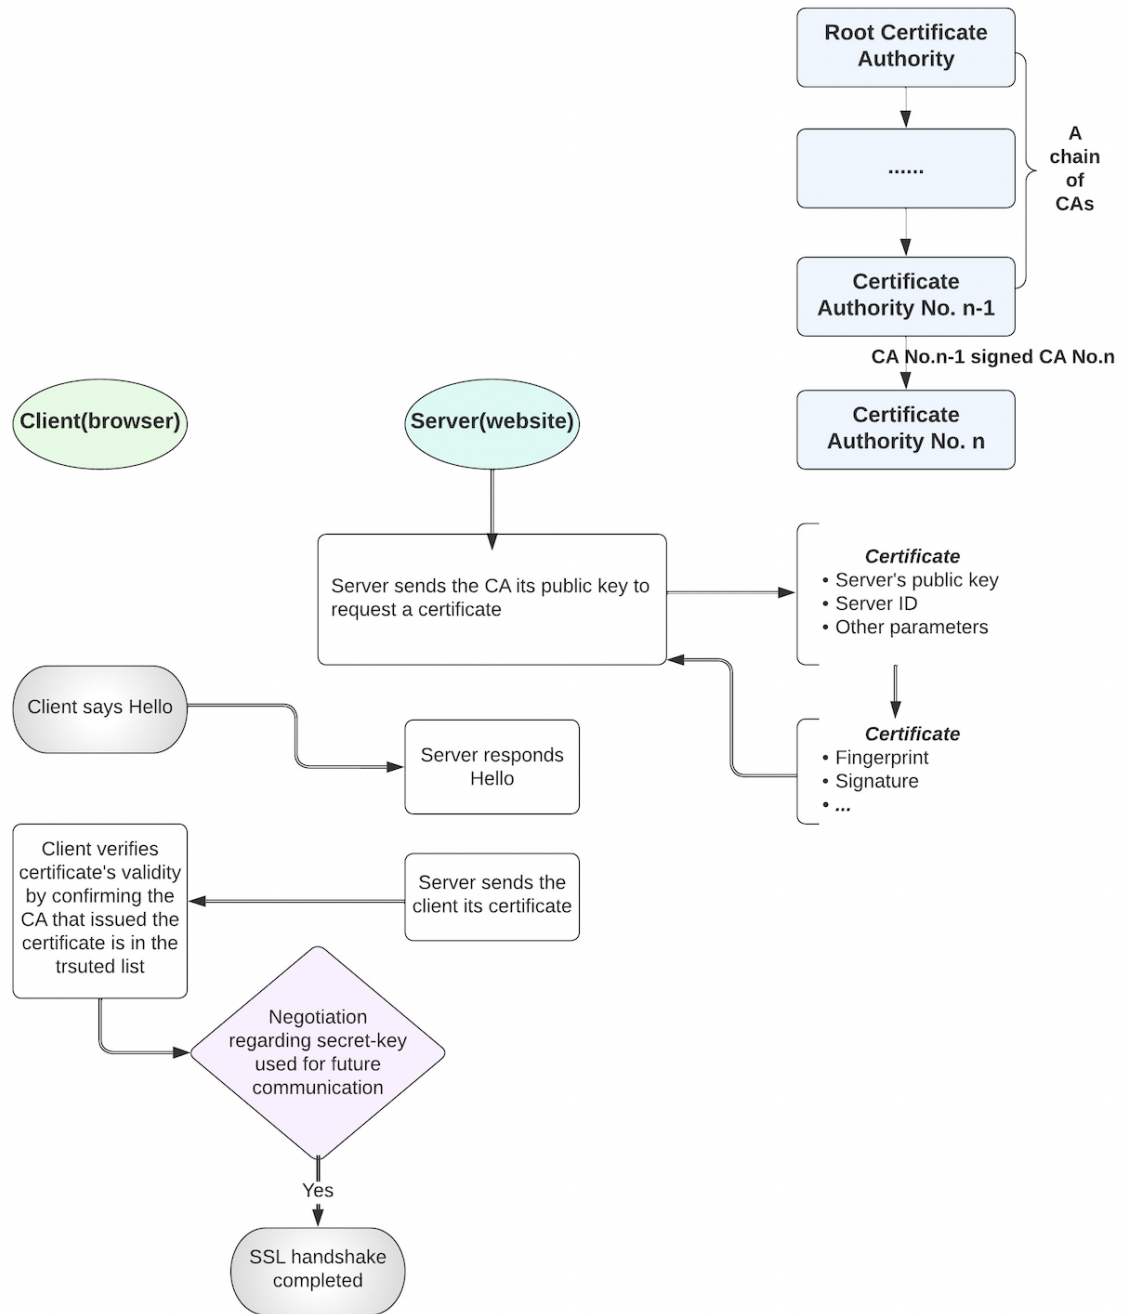 Root Certificate
Authority
......
A
chain
of
CAs
Certificate
Authority No. n-1
CA No.n-1 signed CA No.n
Certificate
Authority No. n
Client(browser)
Server(website)
Server sends the CA its public key to
request a certificate
Certificate
• Server's public key
• Server ID
• Other parameters
Client says Hello
Server responds
Hello
Certificate
• Fingerprint
• Signature
• ...
Client verifies
certificate's validity
by confirming the
CA that issued the
certificate is in the
trsuted list
Server sends the
client its certificate
Negotiation
regarding secret-key
used for future
communication
Yes
SSL handshake
completed